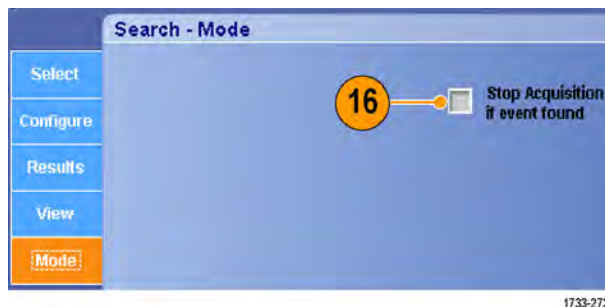 Search - Mode
Select
Configure
Results
View
Mode
16
Stop Acquisition
if event found